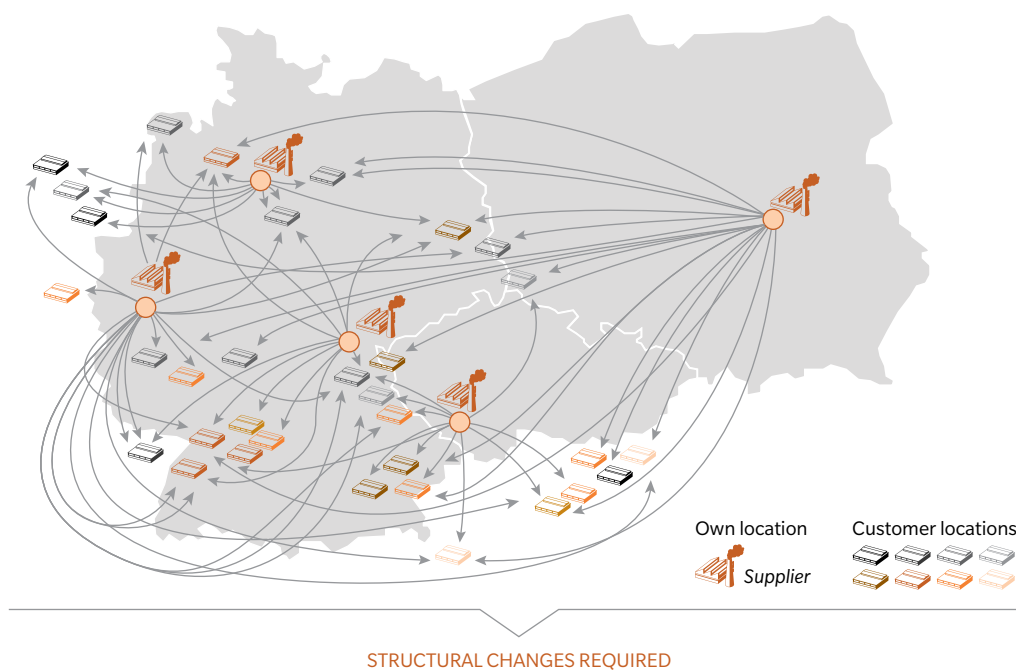 Own location
Supplier
Customer locations
STRUCTURAL CHANGES REQUIRED